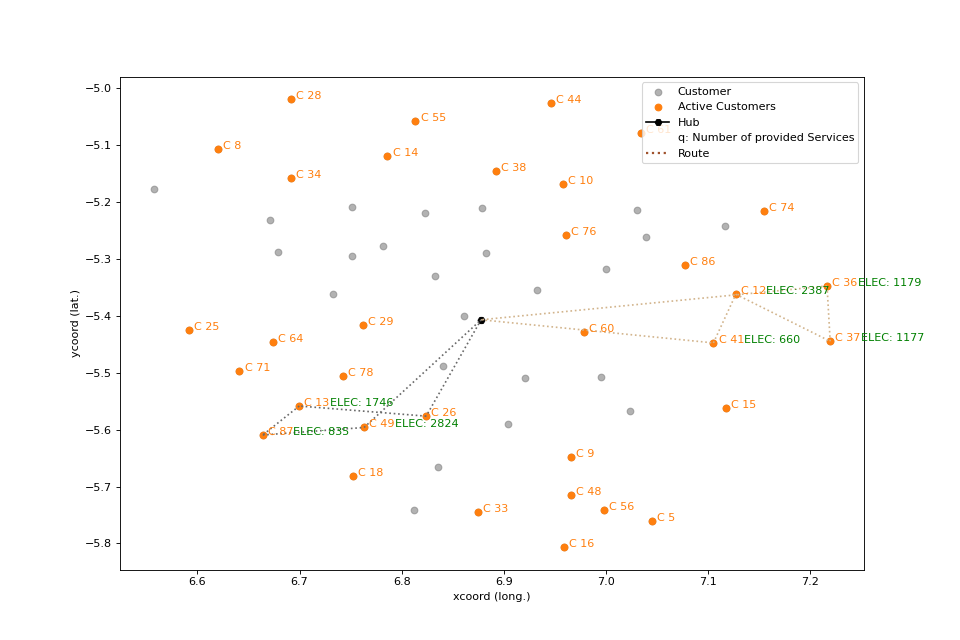 C 28
C 44
C 55
C 8
C 14
C 38
C 34
C 10
C 74
C 76
C 86
C 12 ELEC: 2387
C 36 ELEC: 1179
C 25
C 29
C 60
C 64
C 41 ELEC: 660
C 37 ELEC: 1177
C 71
C 78
C 13 ELEC: 1746
C 26
C 15
C 87 ELEC: 835
C 49 ELEC: 2824
C 9
C 18
C 48
C 33
C 56
C 5
C 16
Customer
Active Customers
Hub
q: Number of provided Services
Route
−5.0
−5.1
−5.2
−5.3
−5.4
−5.5
−5.6
−5.7
−5.8
ycoord (lat.)
6.6 6.7 6.8 6.9 7.0 7.1 7.2
xcoord (long.)